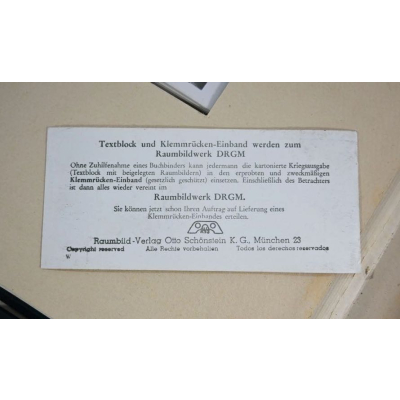 Textblock und Klemmrücken-Einband werden zum
Raumbildwerk DRGM
Ohne Zuhilfenahme eines Buchbinders kann jedermann die kartonierte Kriegsausgabe
(Textblock mit beigelegten Raumbildern) in den erprobten und zweckmäßigen
Klemmrücken-Einband (gesetzlich geschützt) einsetzen. Einschließlich des Betrachters
ist dann alles wieder vereint im
Raumbildwerk DRGM.
Sie können jetzt schon Ihren Auftrag auf Lieferung eines
Klemmrücken-Einbandes erteilen.
Raumbild-Verlag Otto Schönstein K. G., München 23
Copyright reserved Alle Rechte vorbehalten Todos los derechos reservados